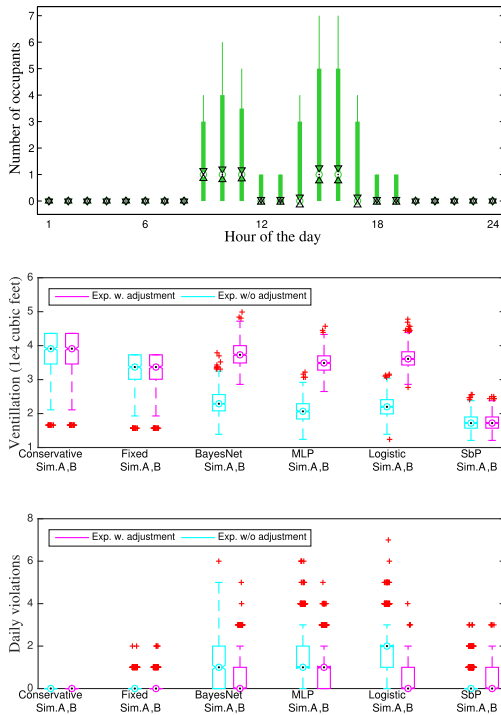 7
6
5
4
3
2
1
0
Number of occupants
1 6 12 18 24
Hour of the day
6
5
4
3
2
1
Ventillation (1e4 cubic feet)
Exp. w. adjustment Exp. w/o adjustment
Conservative Fixed BayesNet MLP Logistic SbP
Sim.A,B Sim.A,B Sim.A,B Sim.A,B Sim.A,B Sim.A,B
8
6
4
2
0
Daily violations
Exp. w. adjustment Exp. w/o adjustment
Conservative Fixed BayesNet MLP Logistic SbP
Sim.A,B Sim.A,B Sim.A,B Sim.A,B Sim.A,B Sim.A,B